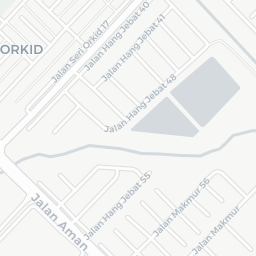 ORKID
Jalan Seri Orkid 17
Jalan Hang Jebat 40
Jalan Hang Jebat 41
Jalan Hang Jebat 48
Jalan Aman
Jalan Hang Jebat 55
Jalan Makmur 56
Jalan Makmur